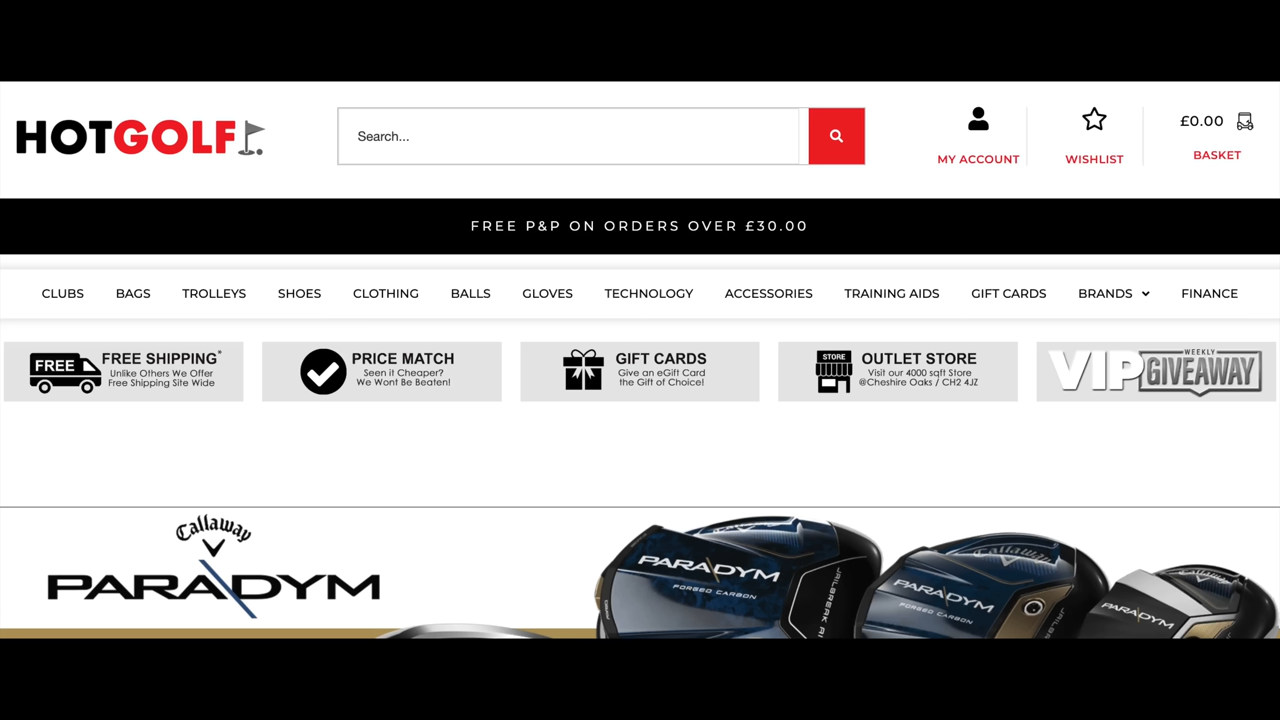 HOTGOLF
Search...
MY ACCOUNT
WISHLIST
£0.00
BASKET
FREE P&P ON ORDERS OVER £30.00
CLUBS BAGS TROLLEYS SHOES CLOTHING BALLS GLOVES TECHNOLOGY ACCESSORIES TRAINING AIDS GIFT CARDS BRANDS FINANCE
FREE
FREE SHIPPING*
Unlike Others We Offer
Free Shipping Site Wide
PRICE MATCH
Seen it Cheaper?
We Wont Be Beaten!
GIFT CARDS
Give an eGift Card
the Gift of Choice!
STORE
OUTLET STORE
Visit our 4000 sqft Store
@Cheshire Oaks / CH2 4JZ
VIP WEEKLY
GIVEAWAY
Callaway
PARADYM
PARADYM
FORGED CARBON
JAILBREAK
Callaway
PARADYM
FORGED CARBON
Callaway
PARADYM